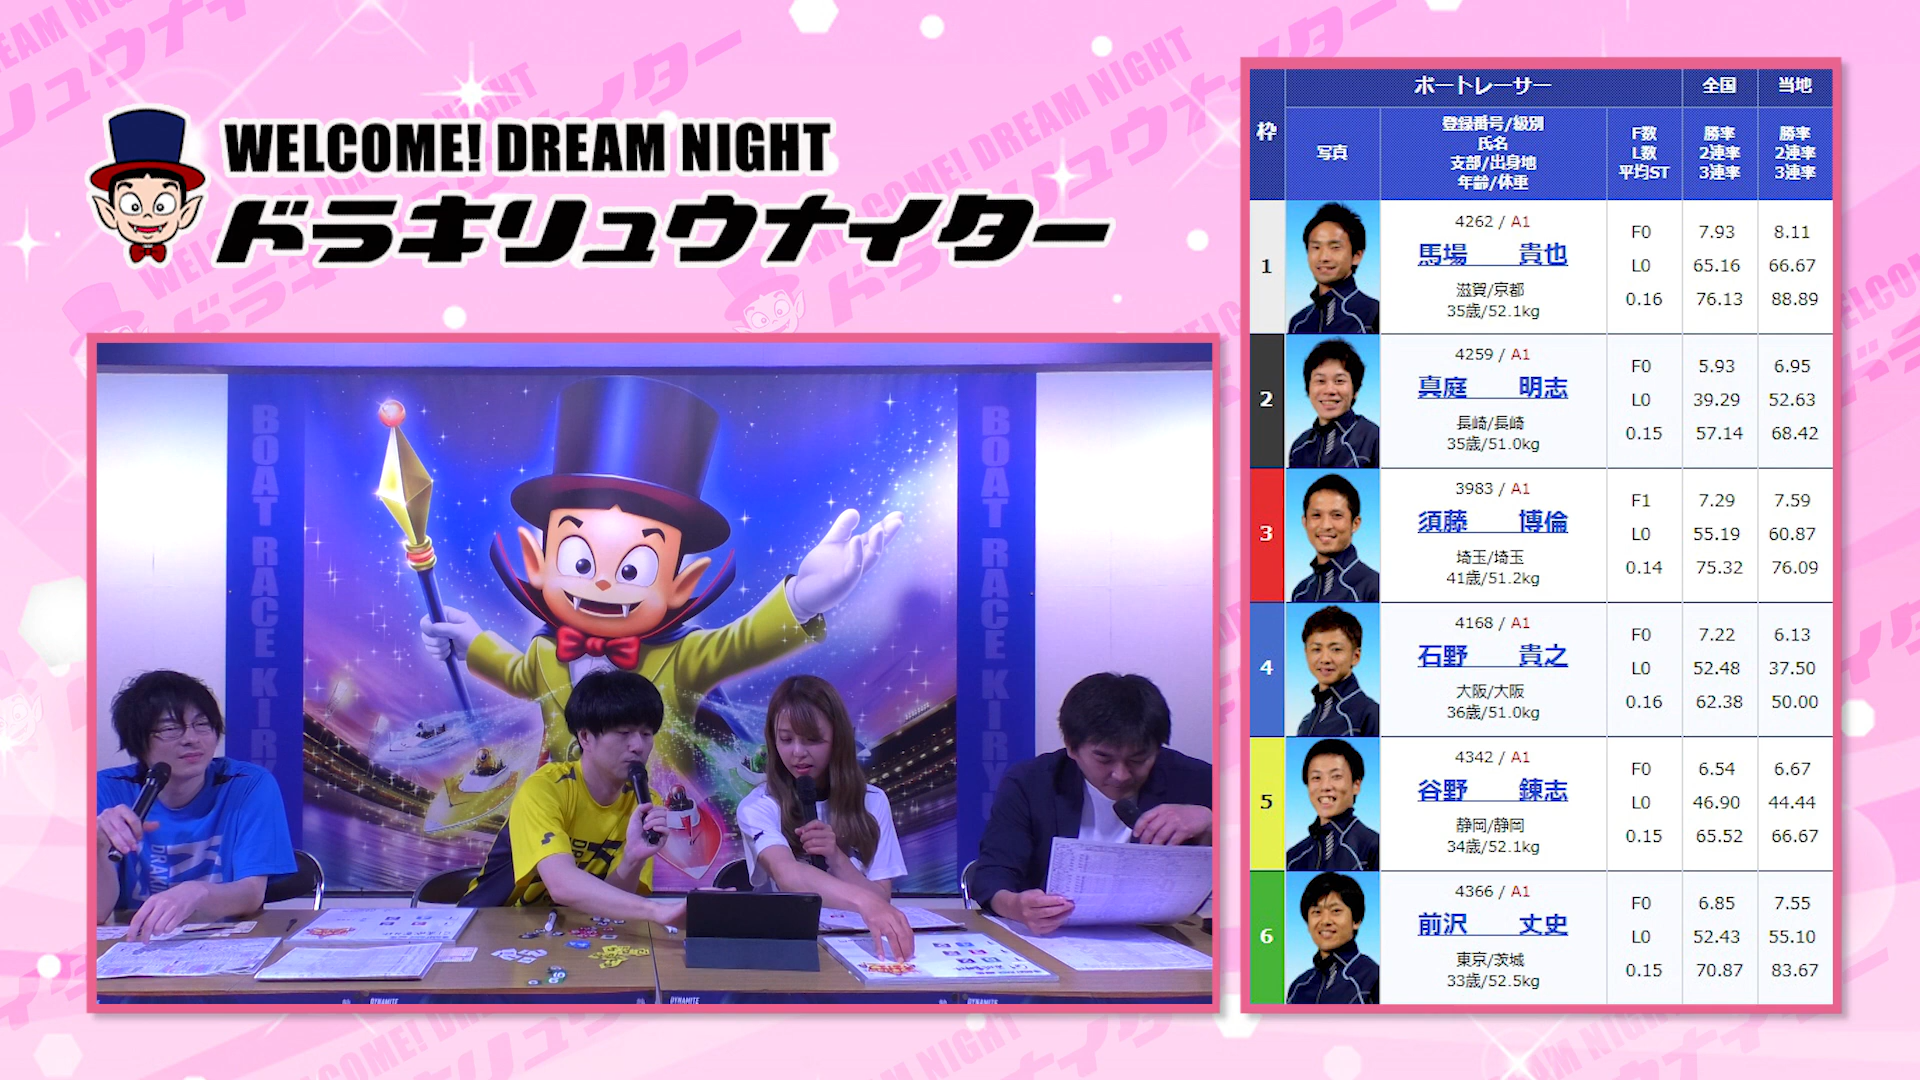 WELCOME! DREAM NIGHT
ドラキリュウナイター
BOAT RACE KIRYU
BOAT RACE KIRYU
DYNAMITE
DYNAMITE
DYNAMITE
枠
ボートレーサー
全国
当地
写真
登録番号/級別
氏名
支部/出身地
年齢/体重
F数
L数
平均ST
勝率
2連率
3連率
勝率
2連率
3連率
1
4262 / A1
馬場 貴也
滋賀/京都
35歳/52.1kg
F0
L0
0.16
7.93
65.16
76.13
8.11
66.67
88.89
2
4259 / A1
真庭 明志
長崎/長崎
35歳/51.0kg
F0
L0
0.15
5.93
39.29
57.14
6.95
52.63
68.42
3
3983 / A1
須藤 博倫
埼玉/埼玉
41歳/51.2kg
F1
L0
0.14
7.29
55.19
75.32
7.59
60.87
76.09
4
4168 / A1
石野 貴之
大阪/大阪
36歳/51.0kg
F0
L0
0.16
7.22
52.48
62.38
6.13
37.50
50.00
5
4342 / A1
谷野 錬志
静岡/静岡
34歳/52.1kg
F0
L0
0.15
6.54
46.90
65.52
6.67
44.44
66.67
6
4366 / A1
前沢 丈史
東京/茨城
33歳/52.5kg
F0
L0
0.15
6.85
52.43
70.87
7.55
55.10
83.67